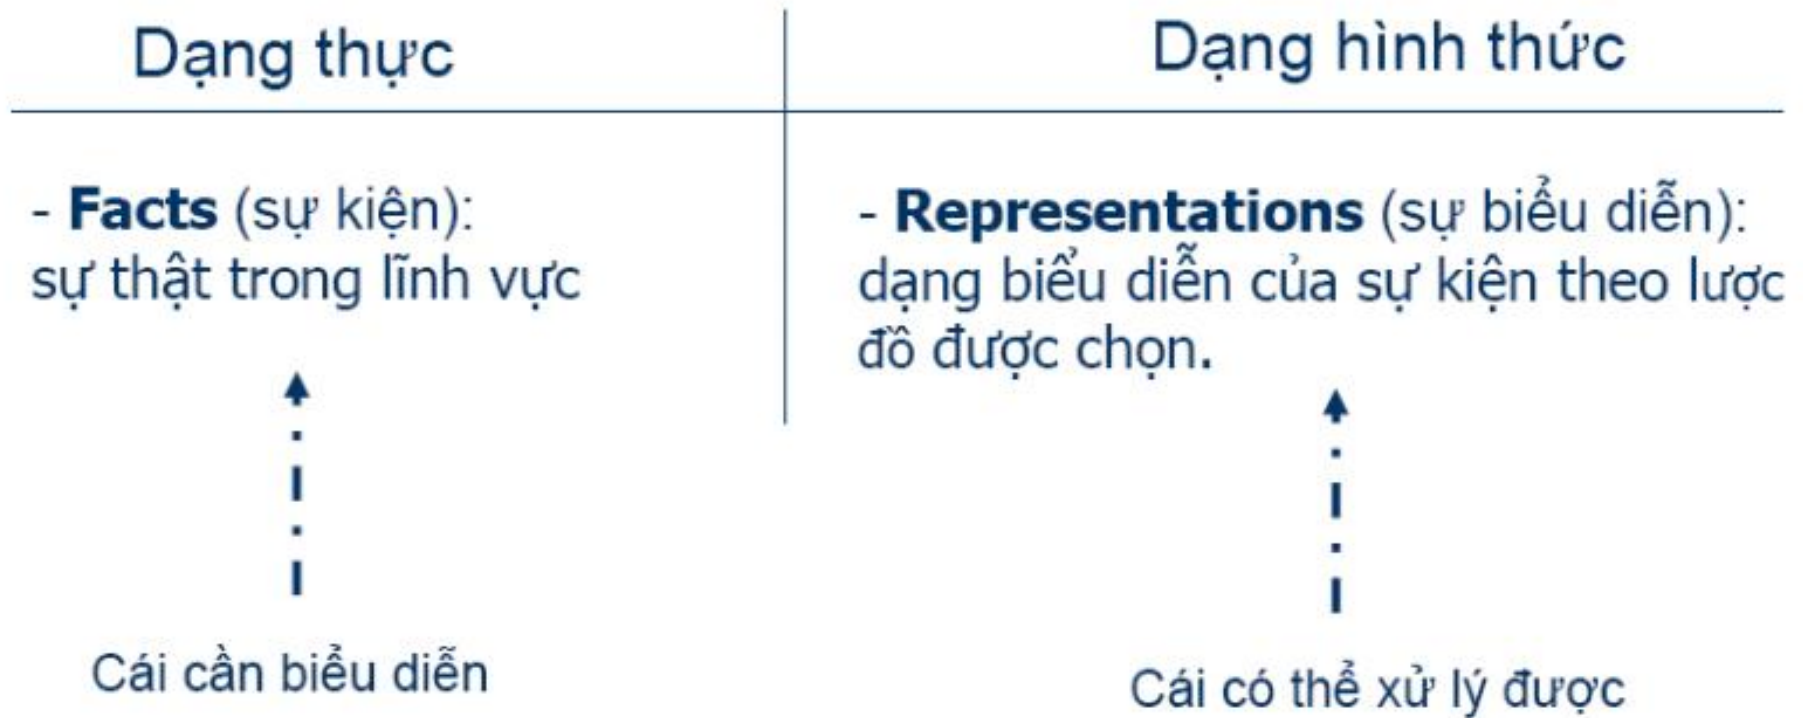 Dạng thực
Dạng hình thức
- Facts (sự kiện):
sự thật trong lĩnh vực
- Representations (sự biểu diễn):
dạng biểu diễn của sự kiện theo lược
đồ được chọn.
Cái cần biểu diễn
Cái có thể xử lý được